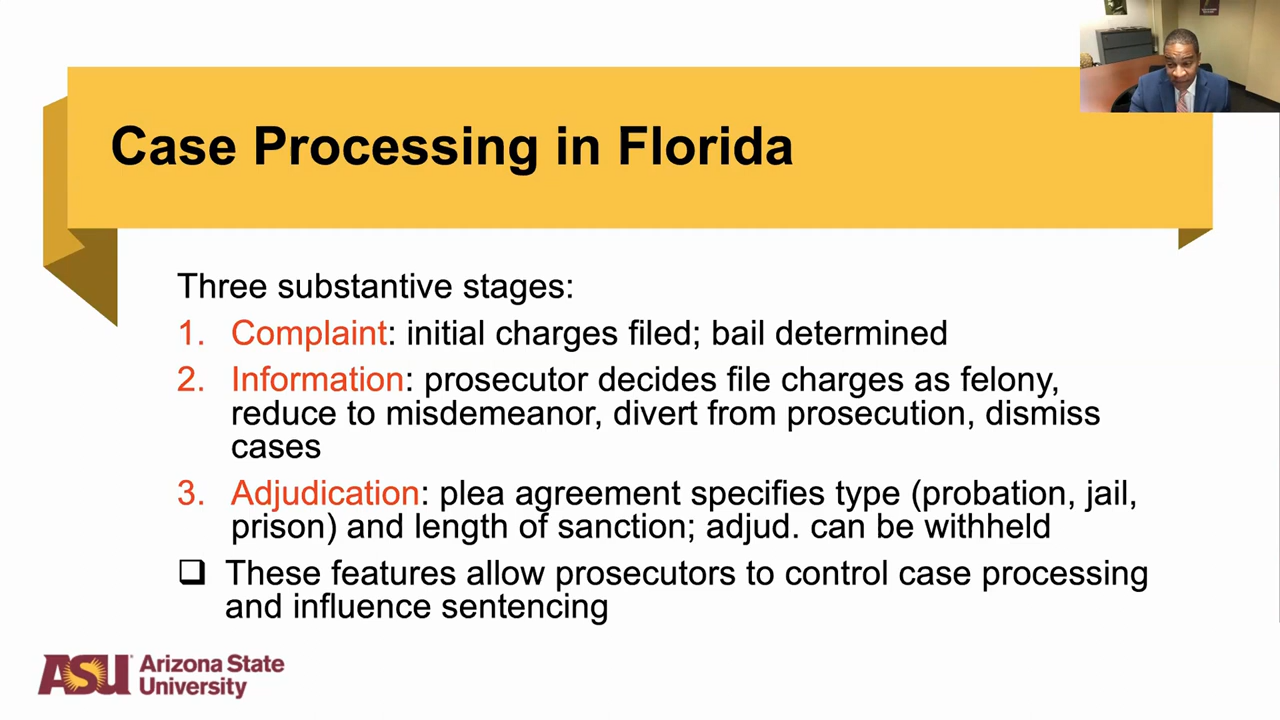 Case Processing in Florida
Three substantive stages:
1. Complaint: initial charges filed; bail determined
2. Information: prosecutor decides file charges as felony,
reduce to misdemeanor, divert from prosecution, dismiss
cases
3. Adjudication: plea agreement specifies type (probation, jail,
prison) and length of sanction; adjud. can be withheld
❑ These features allow prosecutors to control case processing
and influence sentencing
ASU Arizona State
University